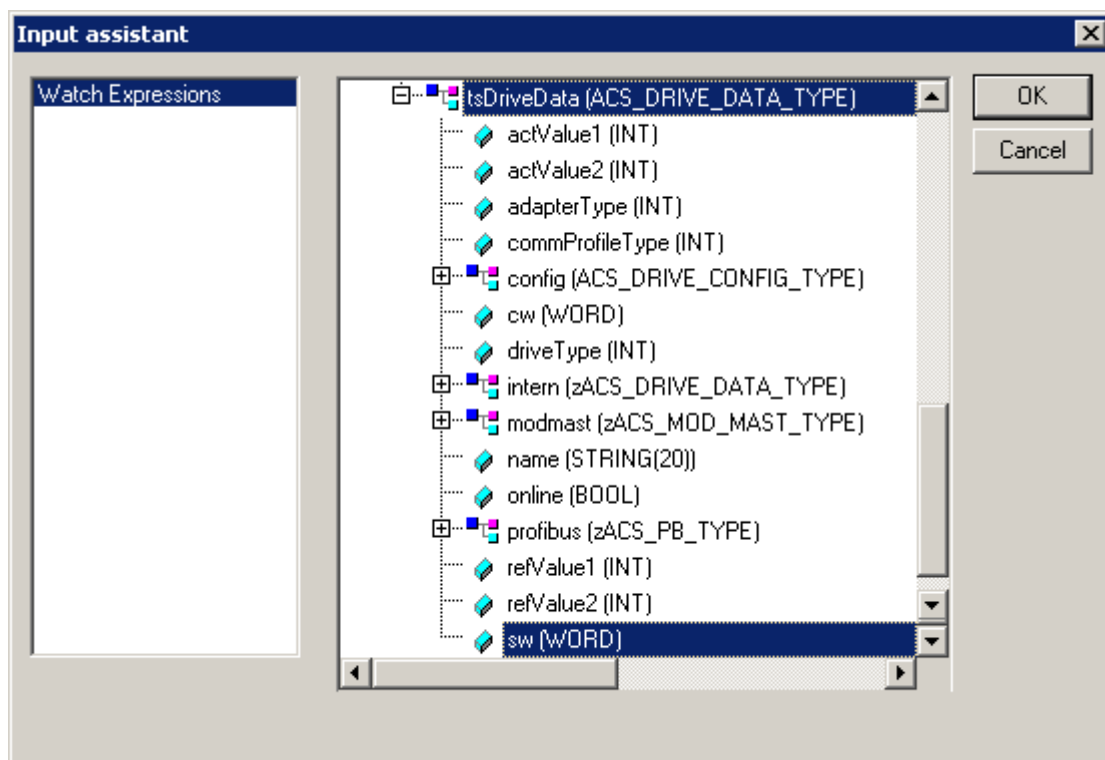 Input assistant
Watch Expressions
tsDriveData (ACS_DRIVE_DATA_TYPE)
actValue1 (INT)
actValue2 (INT)
adapterType (INT)
commProfileType (INT)
config (ACS_DRIVE_CONFIG_TYPE)
cw (WORD)
driveType (INT)
intern (zACS_DRIVE_DATA_TYPE)
modmast (zACS_MOD_MAST_TYPE)
name (STRING(20))
online (BOOL)
profibus (zACS_PB_TYPE)
refValue1 (INT)
refValue2 (INT)
sw (WORD)
OK
Cancel